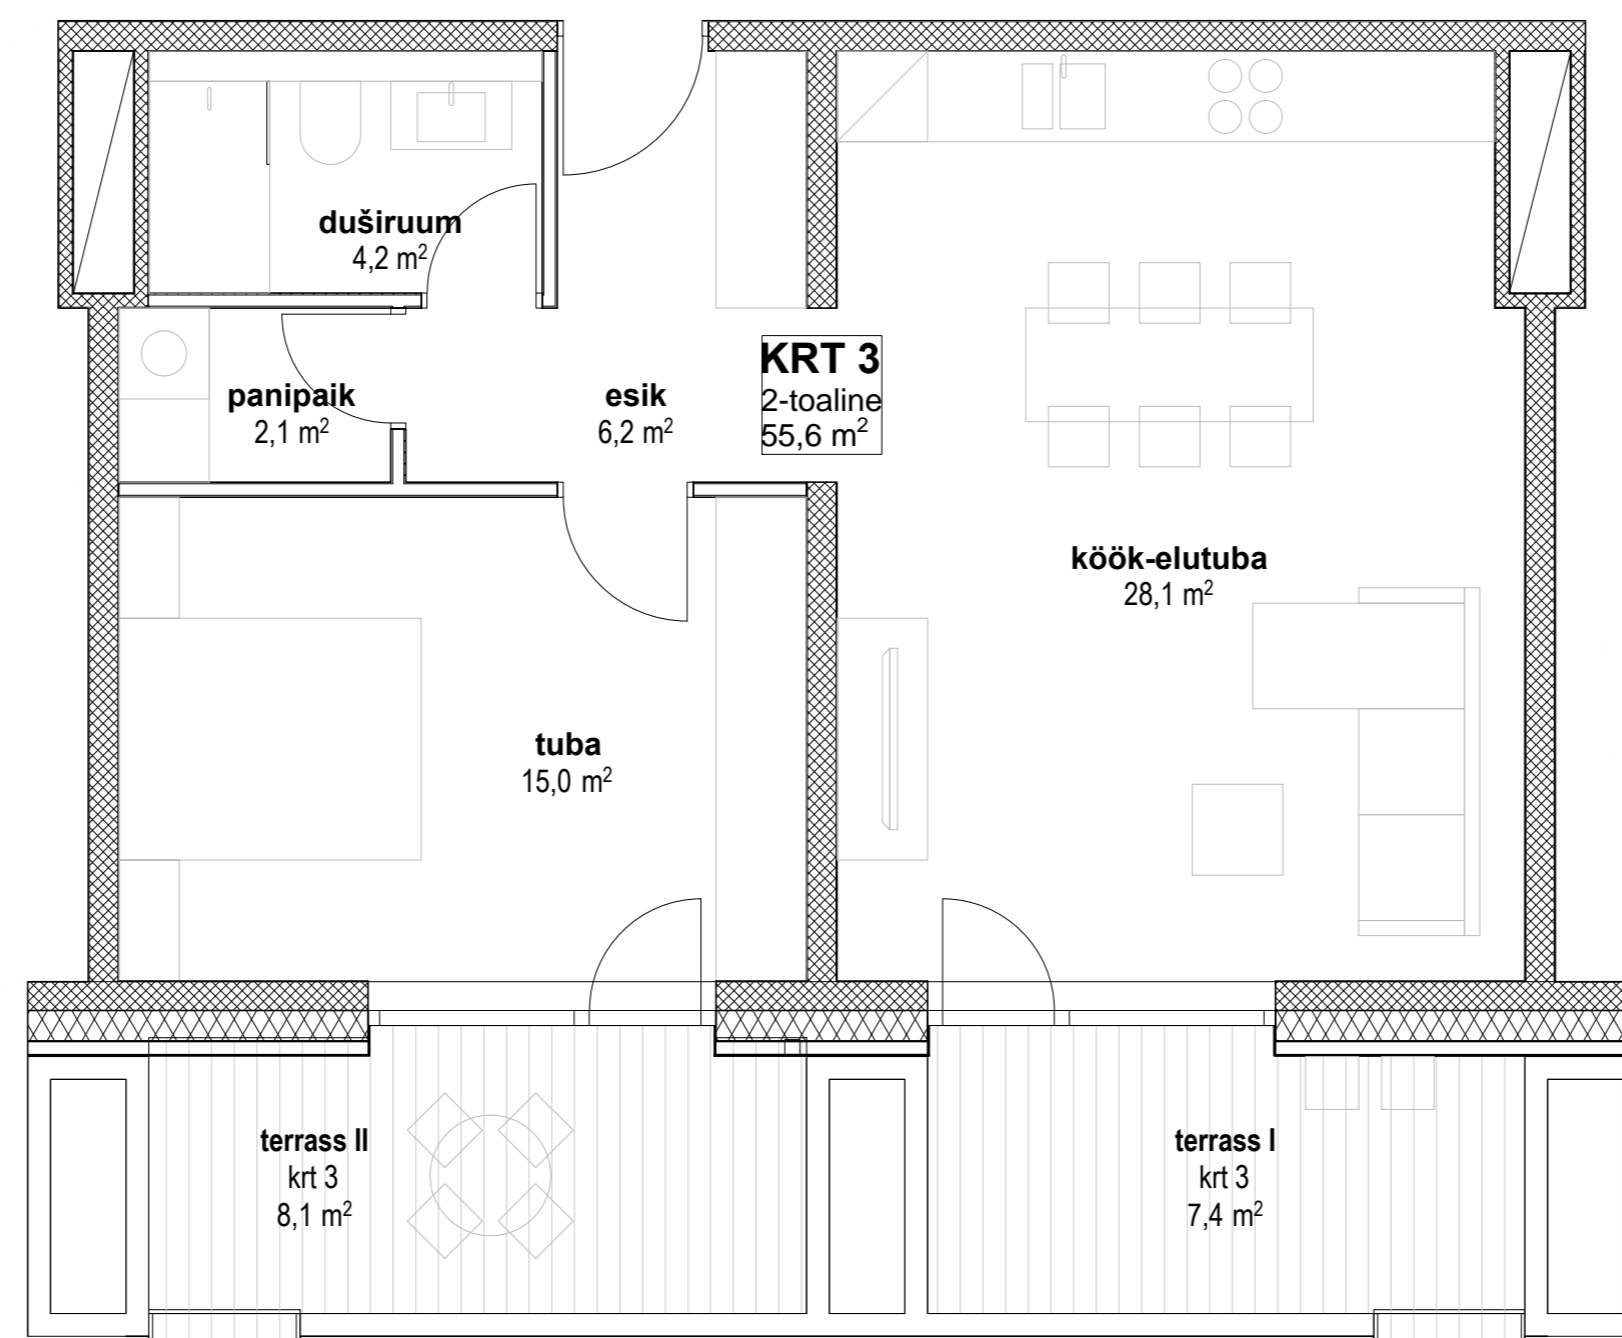 duširuum
4,2 m²
panipaik
2,1 m²
esik
6,2 m²
KRT 3
2-toaline
55,6 m²
köök-elutuba
28,1 m²
tuba
15,0 m²
terrass II
krt 3
8,1 m²
terrass I
krt 3
7,4 m²